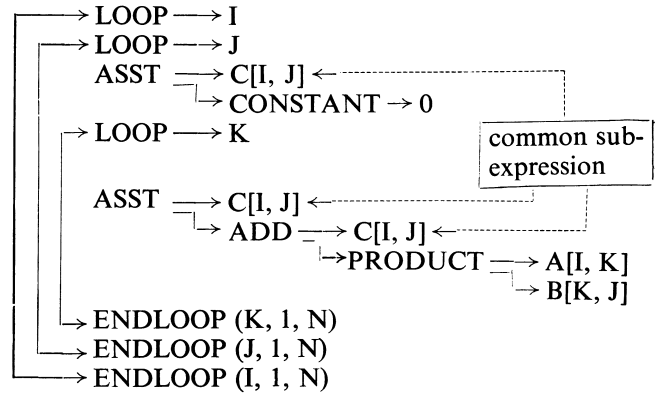 LOOP → I
LOOP → J
ASST → C[I, J]
→ CONSTANT → 0
LOOP → K
common sub-
expression
ASST → C[I, J]
→ ADD → C[I, J]
→ PRODUCT → A[I, K]
→ B[K, J]
ENDLOOP (K, 1, N)
ENDLOOP (J, 1, N)
ENDLOOP (I, 1, N)